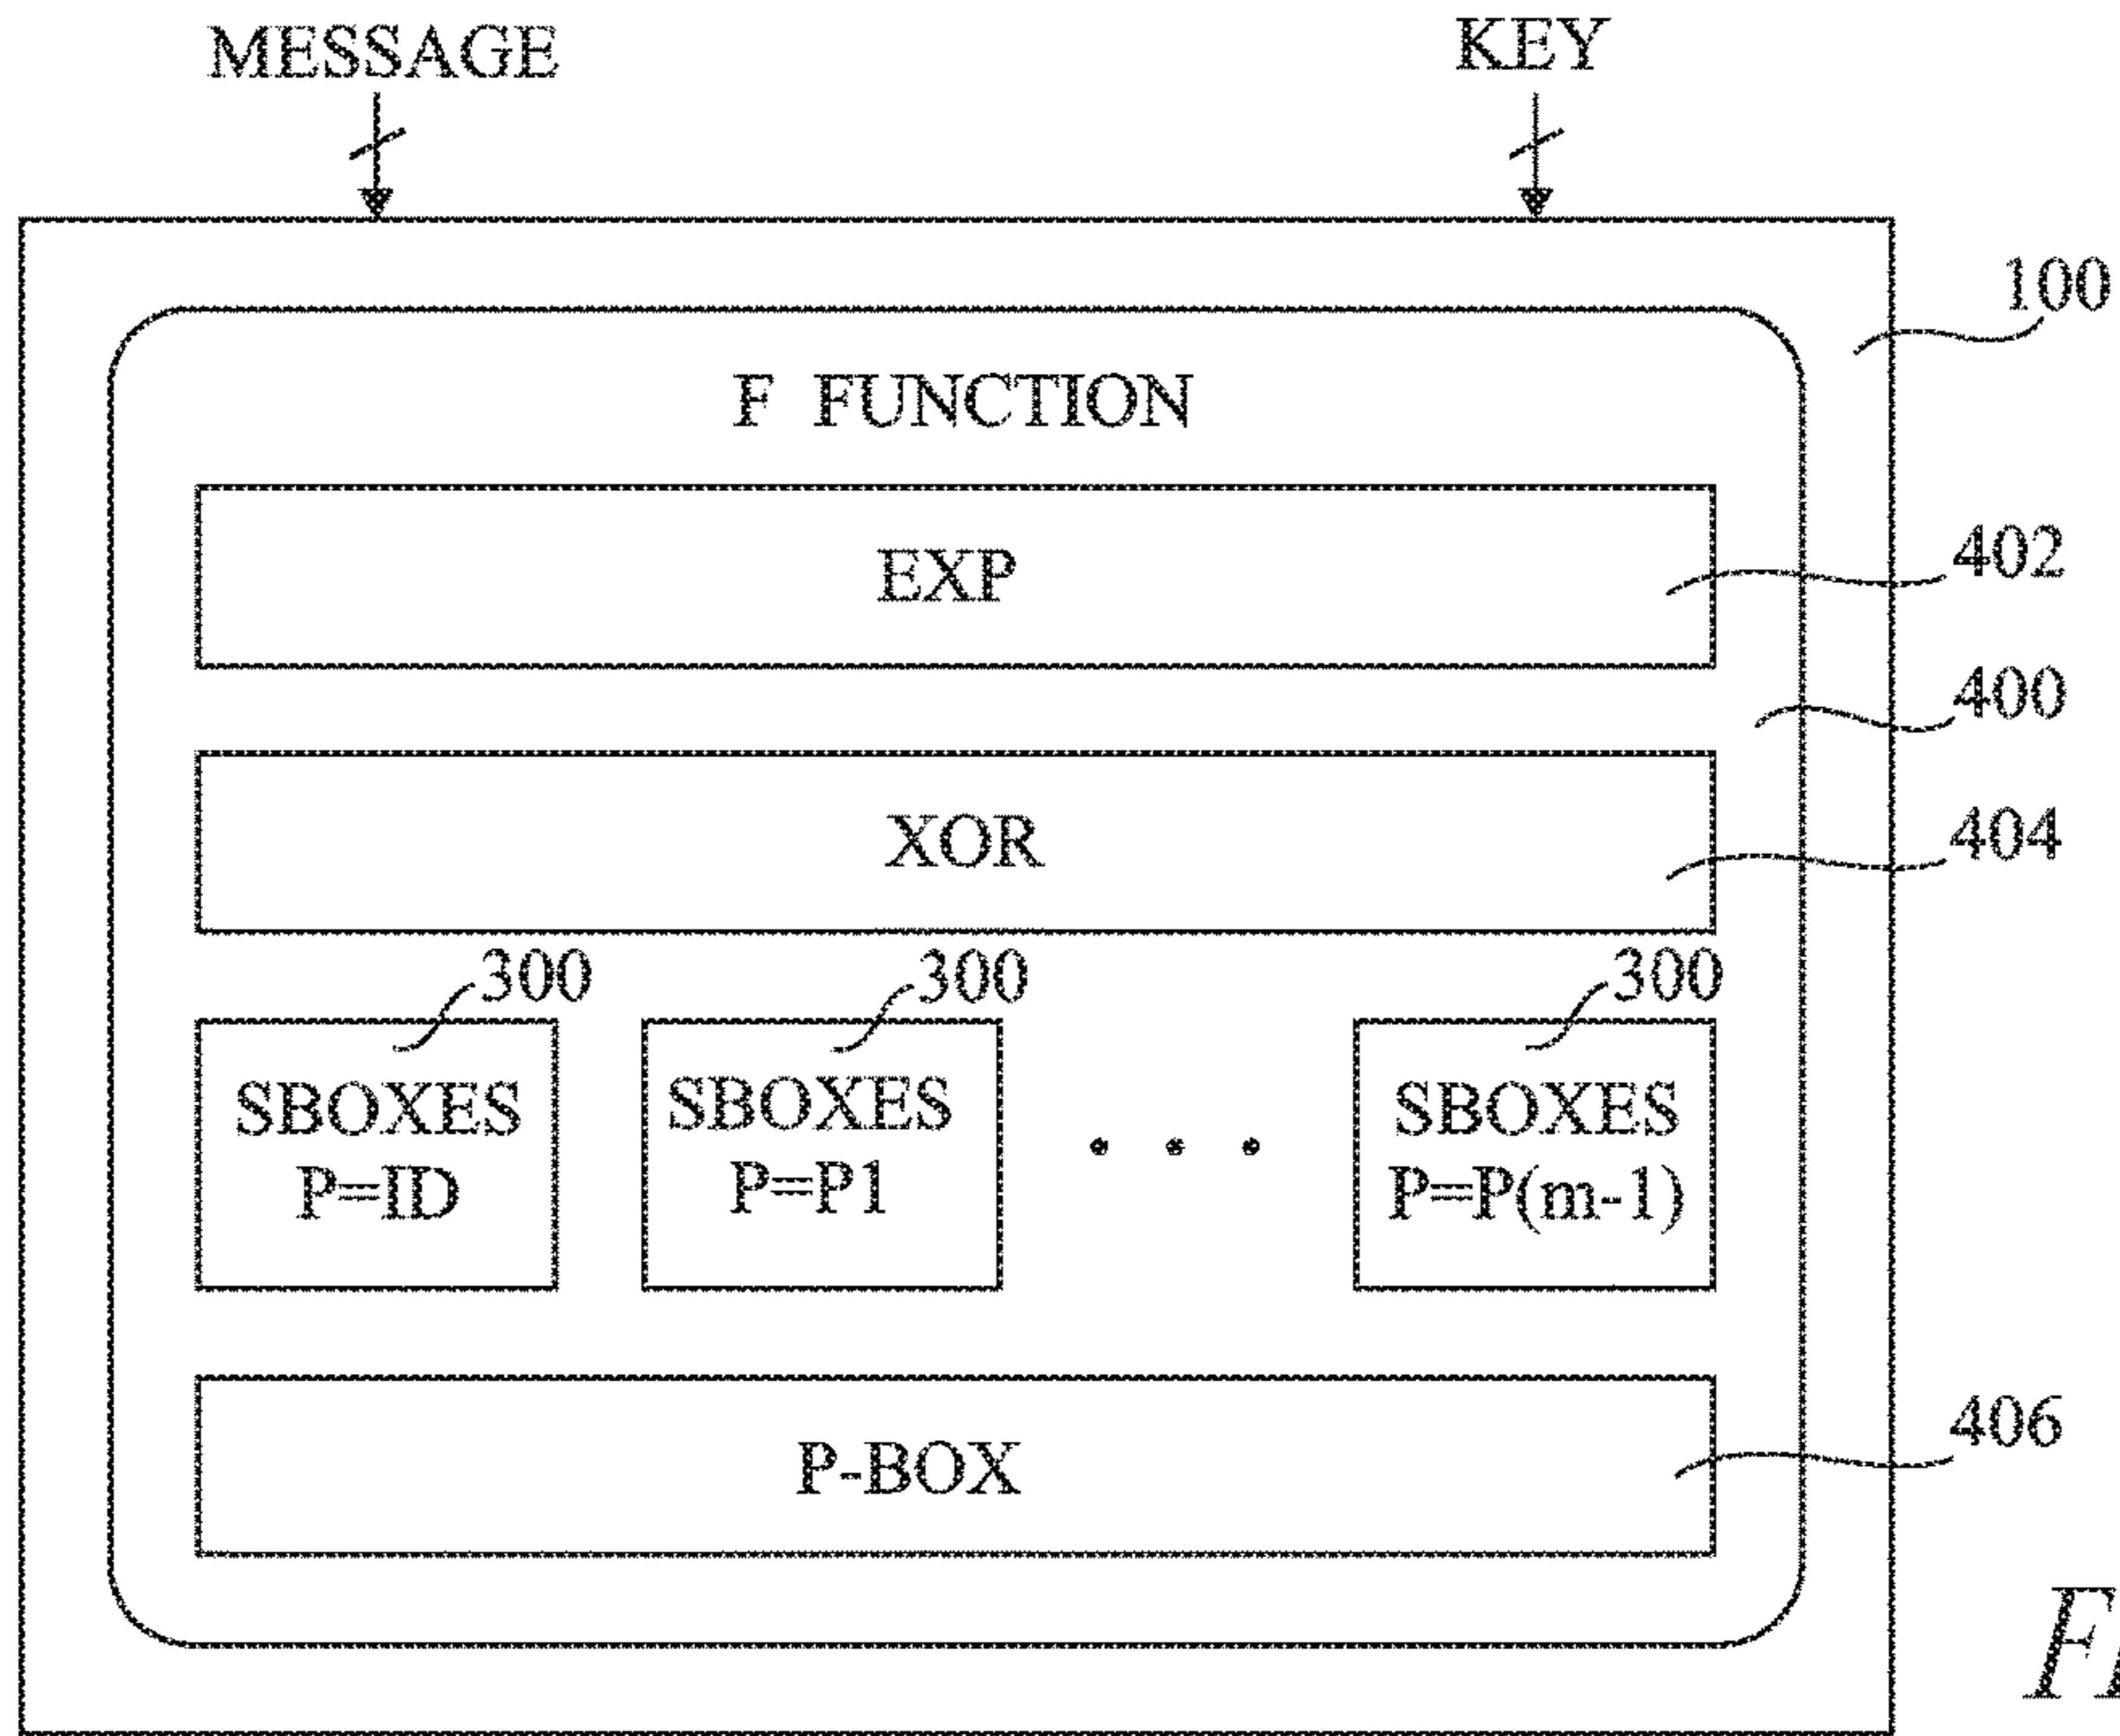 MESSAGE
KEY
100
F FUNCTION
EXP
402
400
XOR
404
300
300
300
SBOXES
P=ID
SBOXES
P=P1
. . .
SBOXES
P=P(m-1)
P-BOX
406